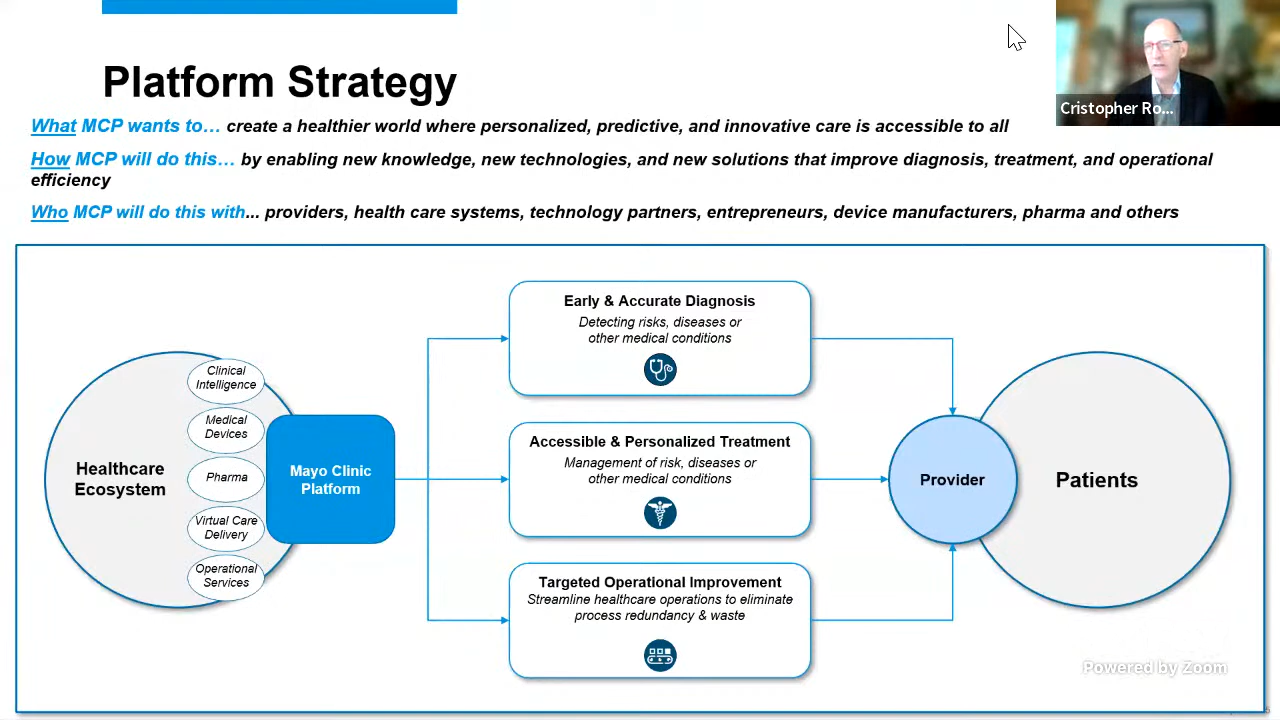 Cristopher Ro...
Platform Strategy
What MCP wants to… create a healthier world where personalized, predictive, and innovative care is accessible to all
How MCP will do this… by enabling new knowledge, new technologies, and new solutions that improve diagnosis, treatment, and operational
efficiency
Who MCP will do this with... providers, health care systems, technology partners, entrepreneurs, device manufacturers, pharma and others
Healthcare
Ecosystem
Clinical
Intelligence
Medical
Devices
Pharma
Virtual Care
Delivery
Operational
Services
Mayo Clinic
Platform
Early & Accurate Diagnosis
Detecting risks, diseases or
other medical conditions
Accessible & Personalized Treatment
Management of risk, diseases or
other medical conditions
Targeted Operational Improvement
Streamline healthcare operations to eliminate
process redundancy & waste
Provider
Patients
Powered by Zoom